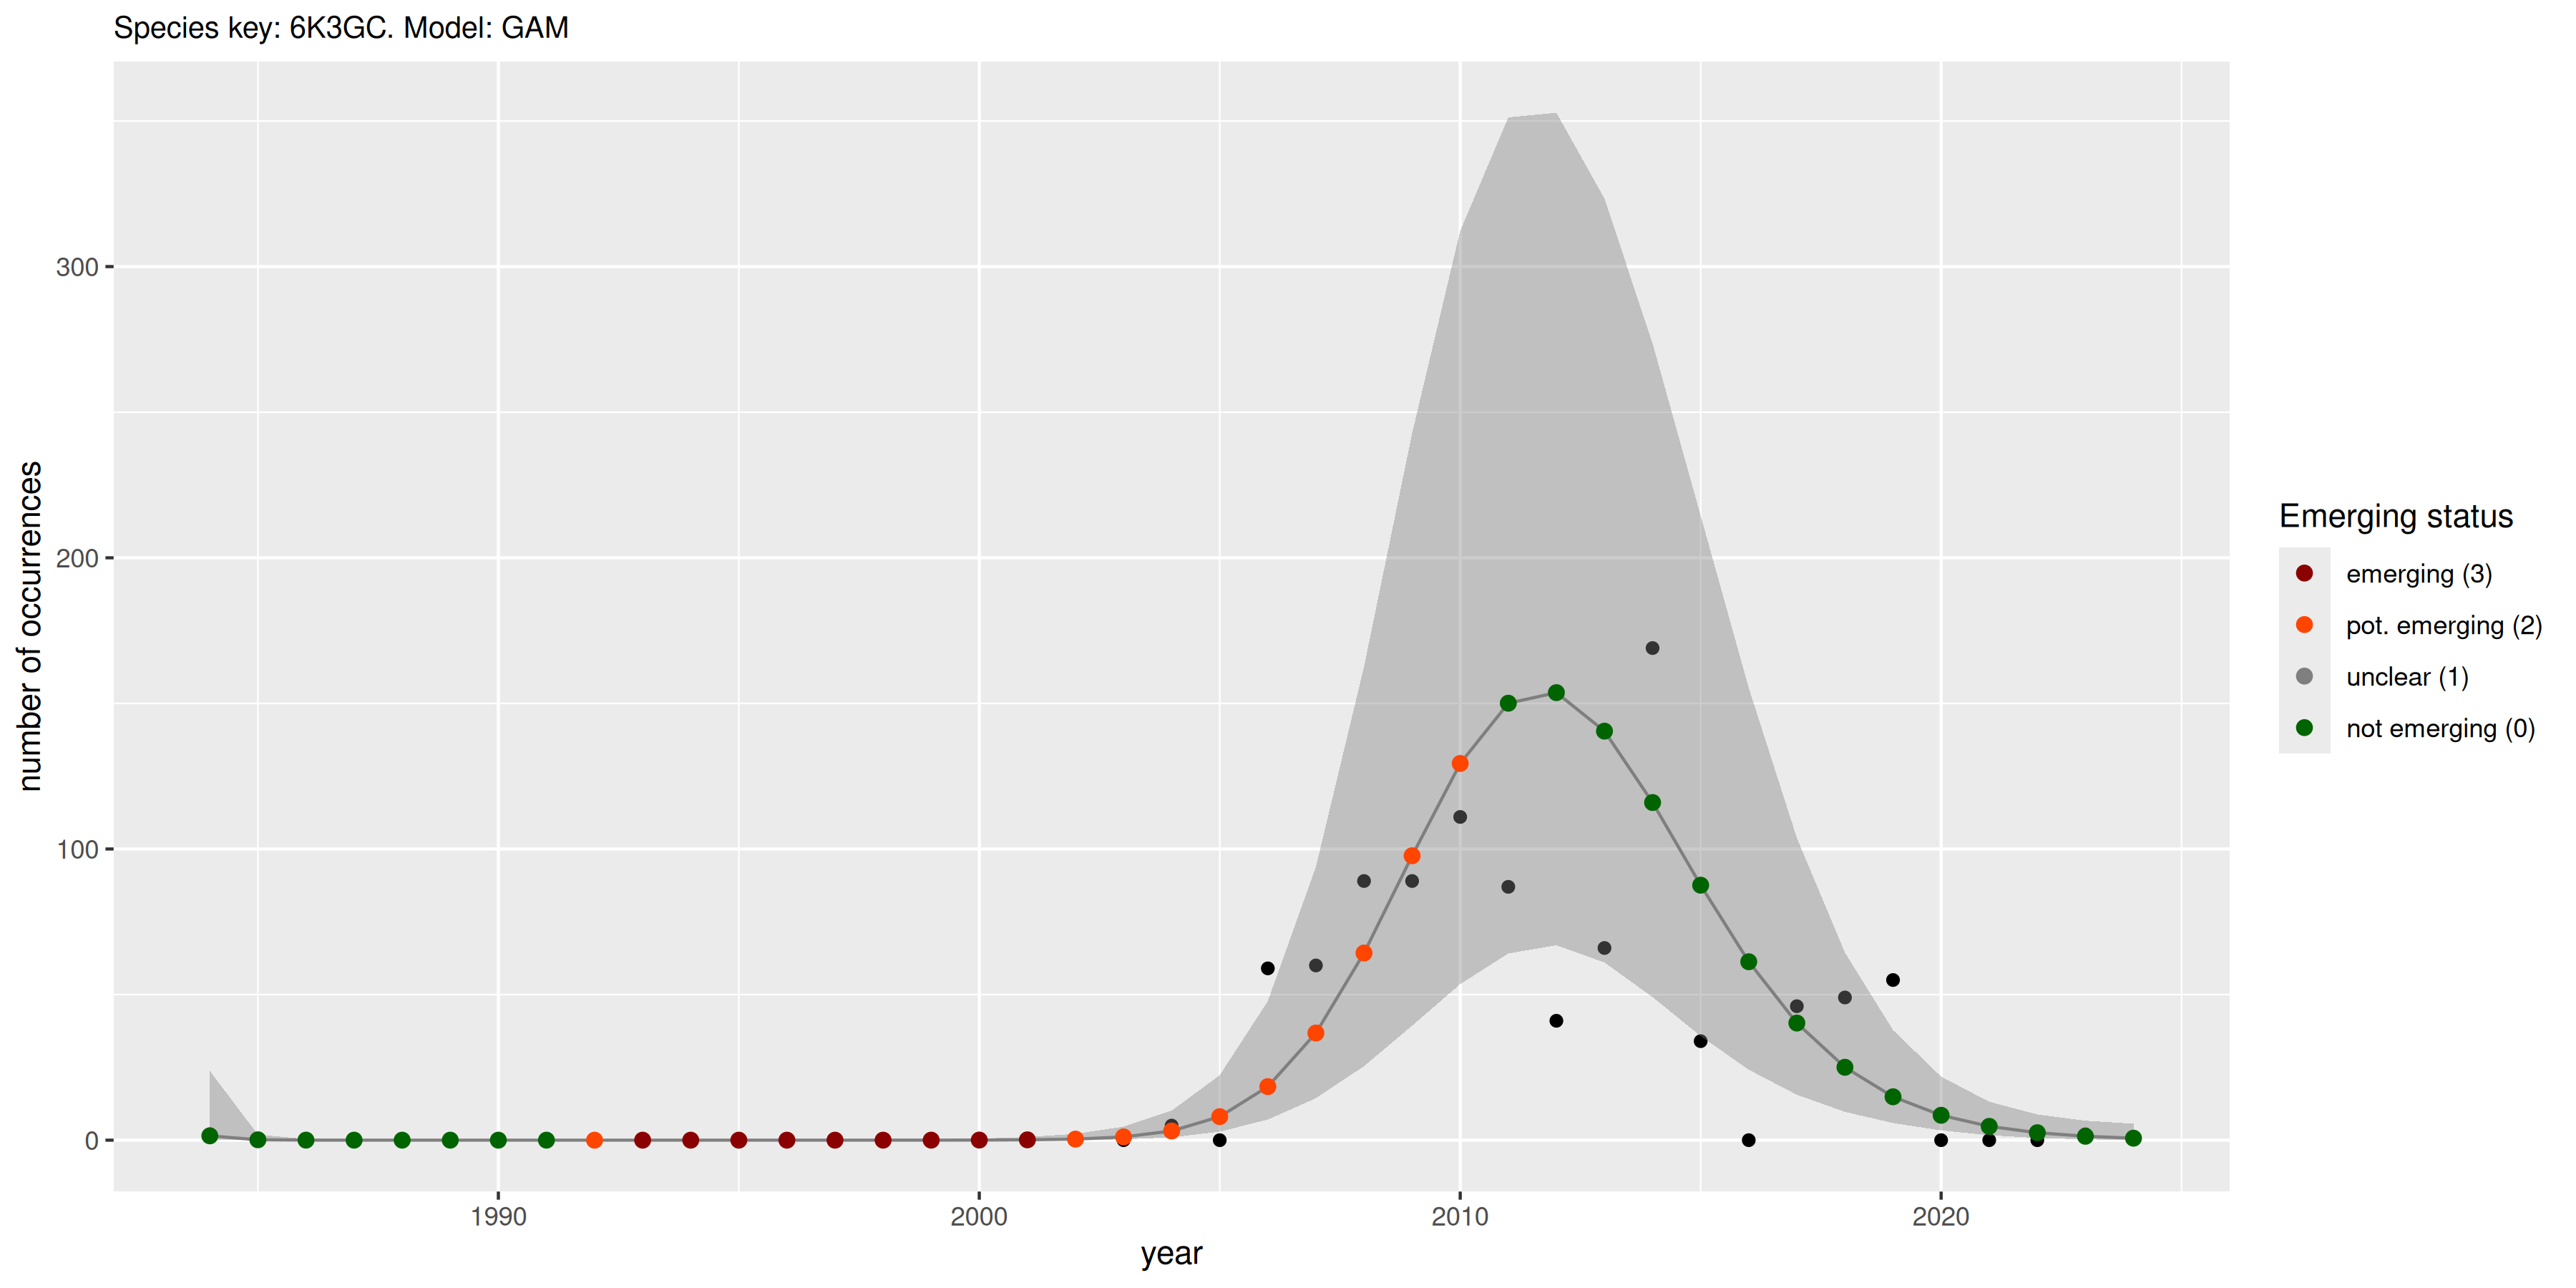 Species key: 6K3GC. Model: GAM
number of occurrences
300
200
100
0
1990
2000
2010
2020
year
Emerging status
emerging (3)
pot. emerging (2)
unclear (1)
not emerging (0)